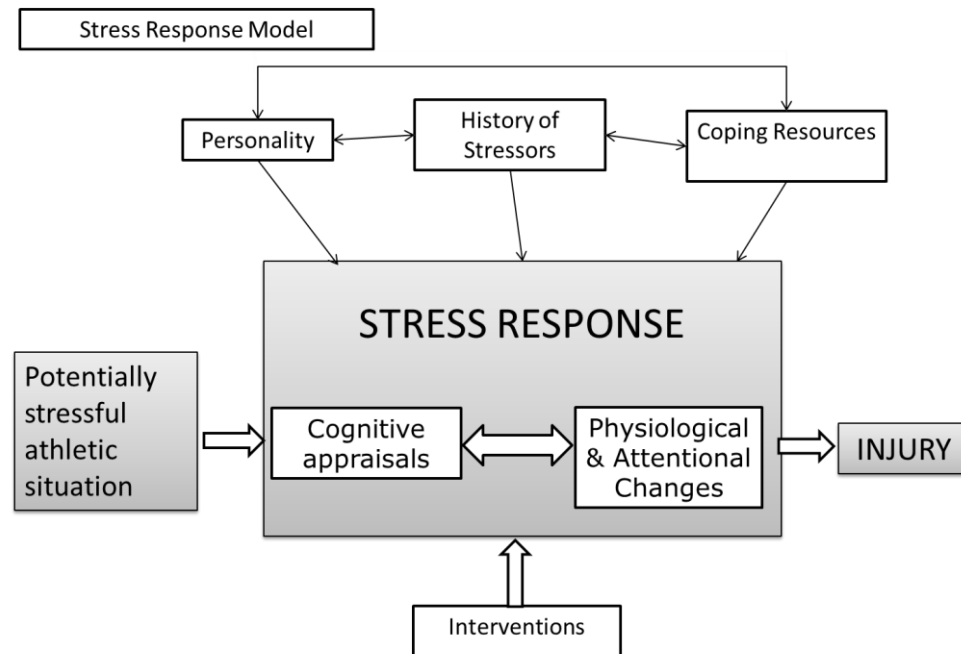 Stress Response Model
Personality
History of
Stressors
Coping Resources
STRESS RESPONSE
Potentially
stressful
athletic
situation
Cognitive
appraisals
Physiological
& Attentional
Changes
INJURY
Interventions